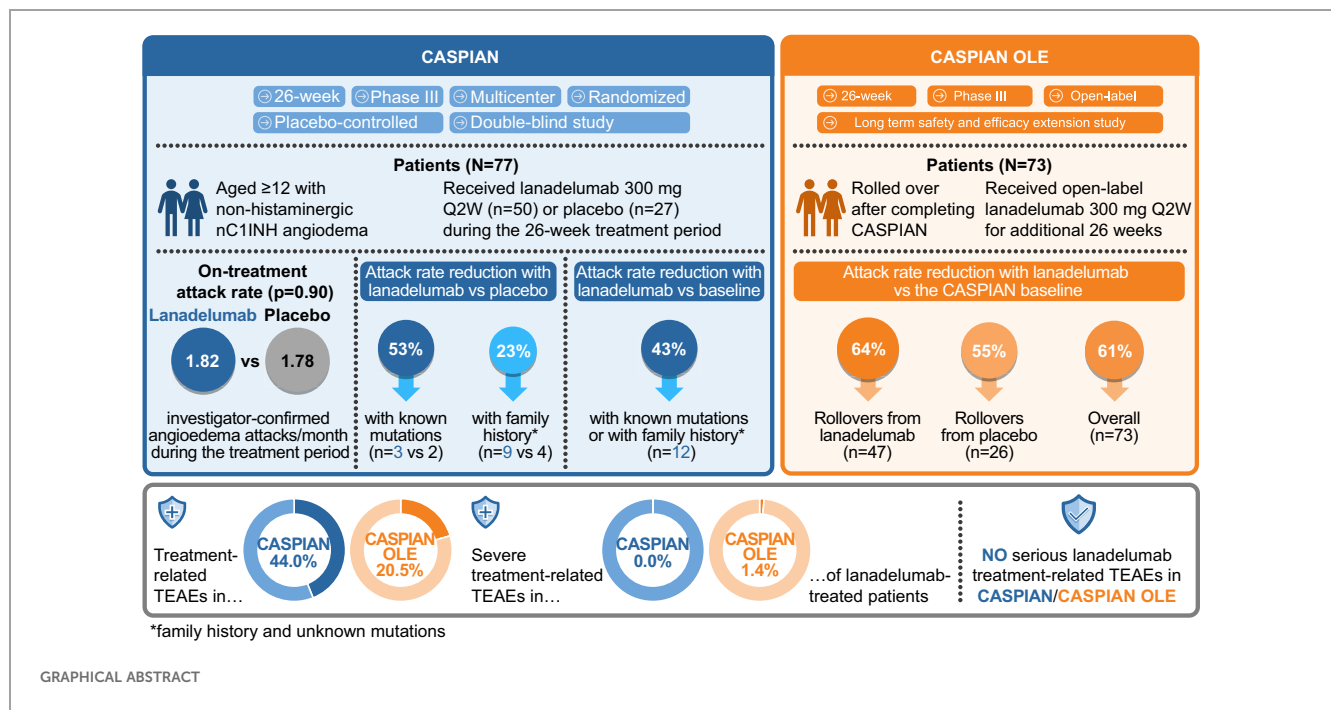 CASPIAN
26-week
Phase III
Multicenter
Randomized
Placebo-controlled
Double-blind study
Patients (N=77)
Aged ≥12 with
non-histaminergic
nC1INH angiodema
Received lanadelumab 300 mg
Q2W (n=50) or placebo (n=27)
during the 26-week treatment period
On-treatment
attack rate (p=0.90)
Lanadelumab Placebo
1.82 vs 1.78
investigator-confirmed
angioedema attacks/month
during the treatment period
Attack rate reduction with
lanadelumab vs placebo
53%
with known
mutations
(n=3 vs 2)
23%
with family
history*
(n=9 vs 4)
Attack rate reduction with
lanadelumab vs baseline
43%
with known mutations
or with family history*
(n=12)
CASPIAN OLE
26-week
Phase III
Open-label
Long term safety and efficacy extension study
Patients (N=73)
Rolled over
after completing
CASPIAN
Received open-label
lanadelumab 300 mg Q2W
for additional 26 weeks
Attack rate reduction with lanadelumab
vs the CASPIAN baseline
64%
Rollovers from
lanadelumab
(n=47)
55%
Rollovers
from placebo
(n=26)
61%
Overall
(n=73)
Treatment-
related
TEAEs in…
CASPIAN
44.0%
CASPIAN
OLE
20.5%
Severe
treatment-related
TEAEs in…
CASPIAN
0.0%
CASPIAN
OLE
1.4%
…of lanadelumab-
treated patients
NO serious lanadelumab
treatment-related TEAEs in
CASPIAN/CASPIAN OLE
*family history and unknown mutations
GRAPHICAL ABSTRACT